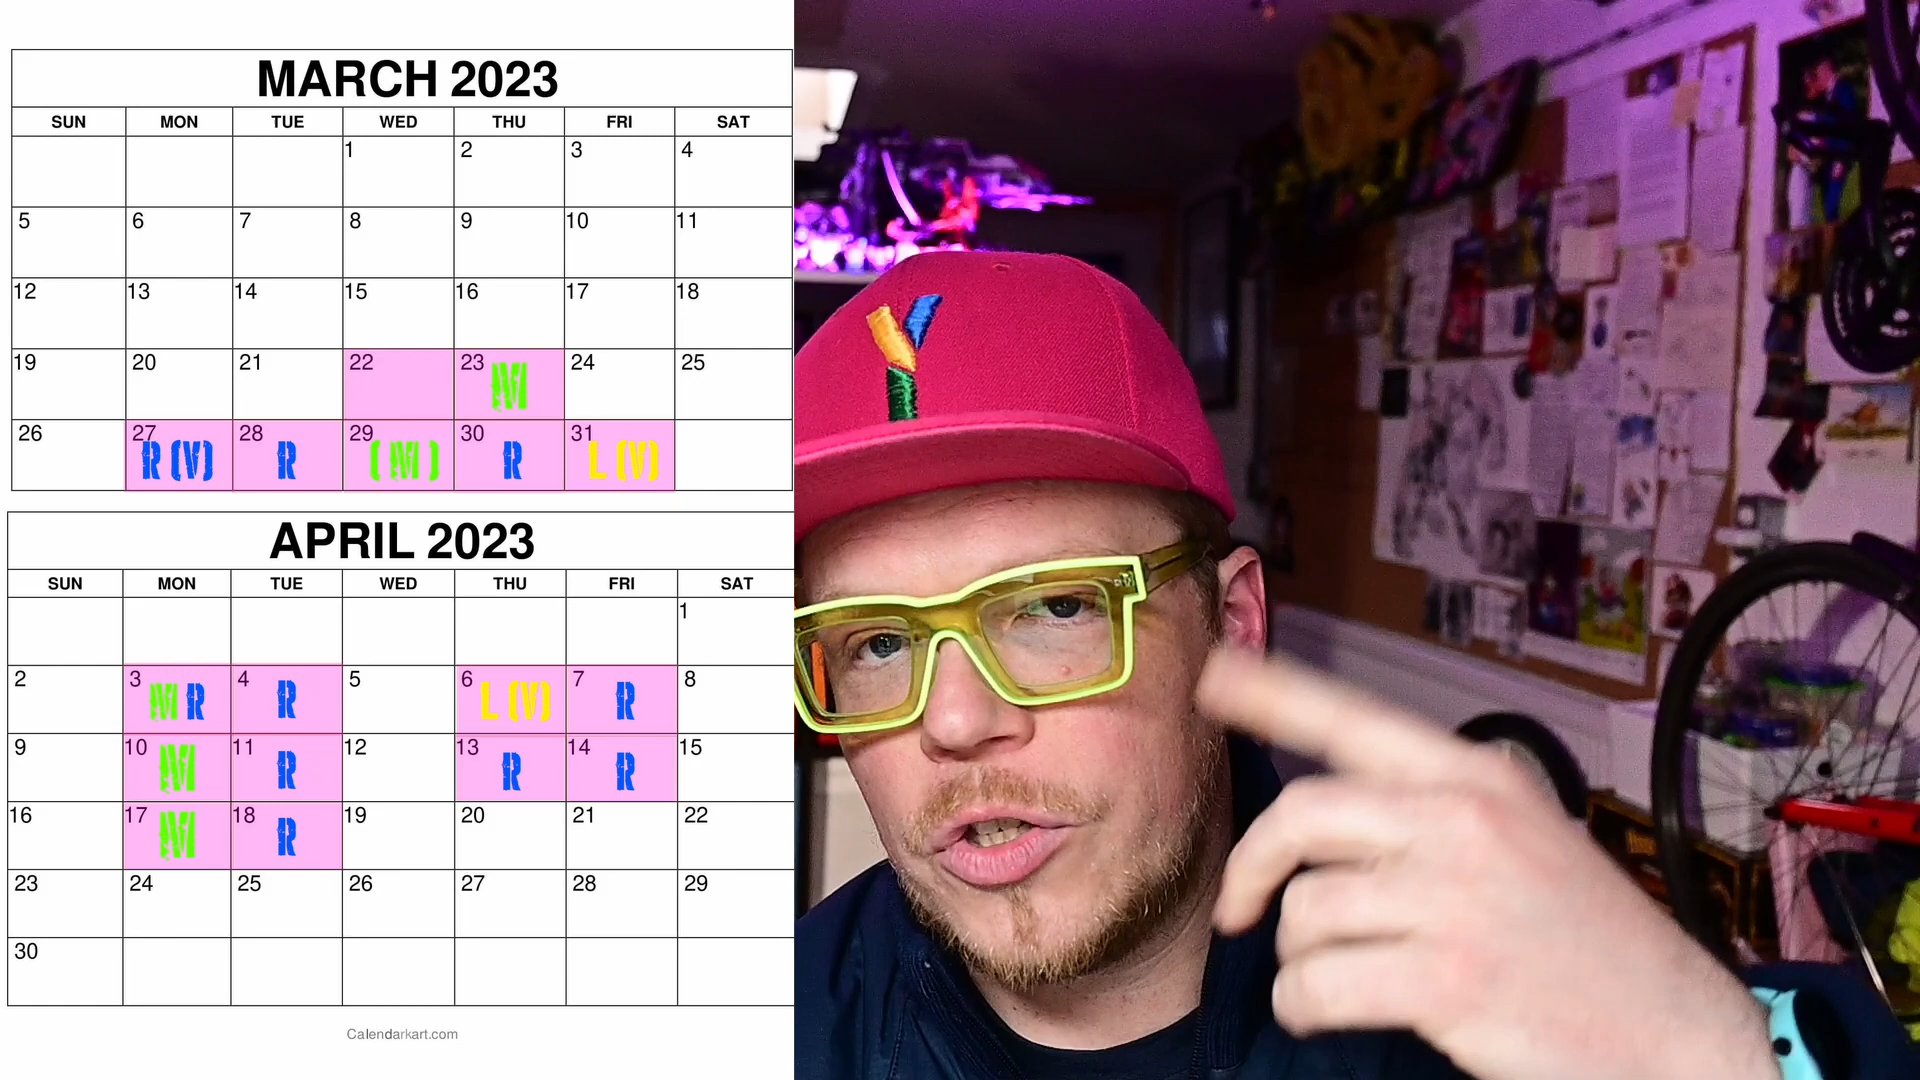 MARCH 2023
SUN MON TUE WED THU FRI SAT
1 2 3 4
5 6 7 8 9 10 11
12 13 14 15 16 17 18
19 20 21 22 23 M 24 25
26 27 R (V) 28 R 29 (M) 30 R 31 L (V)
APRIL 2023
SUN MON TUE WED THU FRI SAT
1
2 3 M R 4 R 5 6 L (V) 7 R 8
9 10 M 11 R 12 13 R 14 R 15
16 17 M 18 R 19 20 21 22
23 24 25 26 27 28 29
30
Calendarkart.com
Y